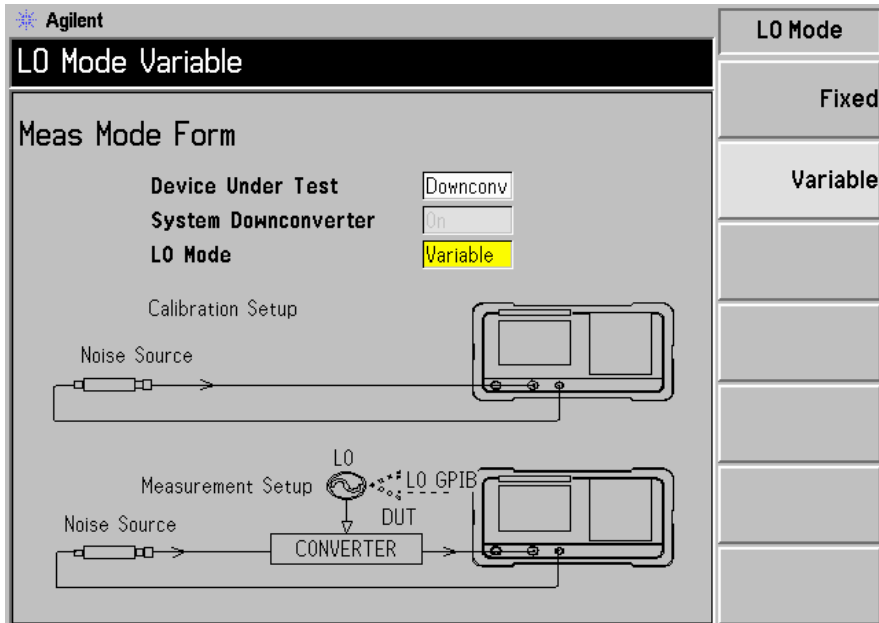 Agilent
LO Mode Variable
Meas Mode Form
Device Under Test Downconv
System Downconverter On
LO Mode Variable
Calibration Setup
Noise Source
LO
Measurement Setup LO GPIB
Noise Source DUT
CONVERTER
LO Mode
Fixed
Variable